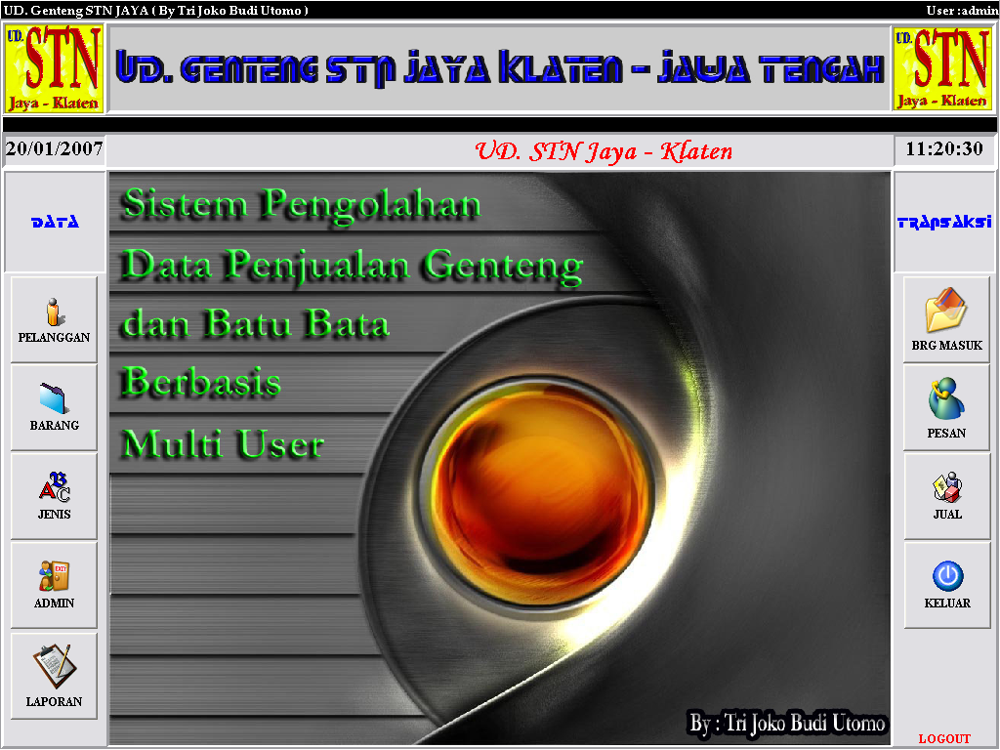 UD. Genteng STN JAYA ( By Tri Joko Budi Utomo )
User :admin
UD.
STN
Jaya - Klaten
UD. GENTENG STN JAYA KLATEN - JAWA TENGAH
UD.
STN
Jaya - Klaten
20/01/2007
UD. STN Jaya - Klaten
11:20:30
DATA
PELANGGAN
BARANG
A B C
JENIS
EXIT
ADMIN
LAPORAN
Sistem Pengolahan
Data Penjualan Genteng
dan Batu Bata
Berbasis
Multi User
By : Tri Joko Budi Utomo
TRANSAKSI
BRG MASUK
PESAN
JUAL
KELUAR
LOGOUT